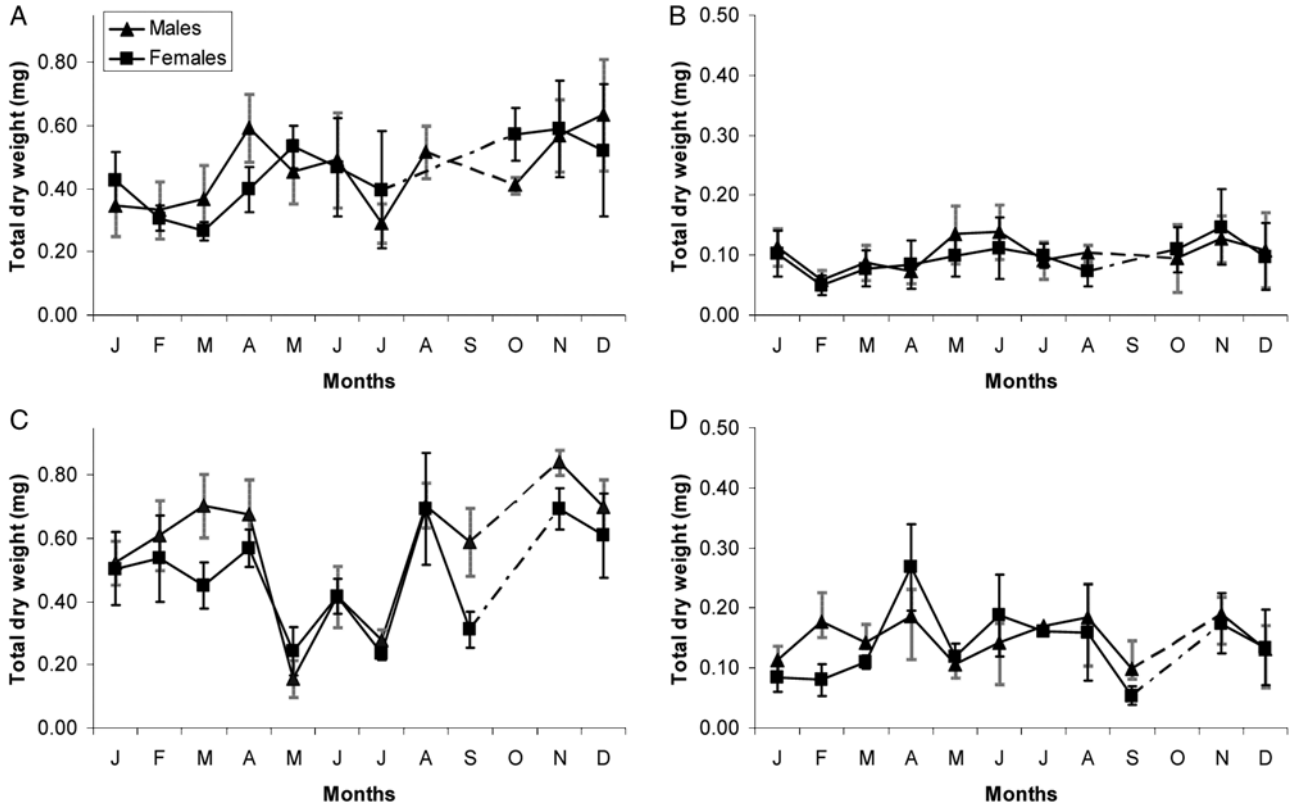 A
Males
Females
Total dry weight (mg)
0.80
0.60
0.40
0.20
0.00
J F M A M J J A S O N D
Months
B
Total dry weight (mg)
0.50
0.40
0.30
0.20
0.10
0.00
J F M A M J J A S O N D
Months
C
Total dry weight (mg)
0.80
0.60
0.40
0.20
0.00
J F M A M J J A S N D
Months
D
Total dry weight (mg)
0.50
0.40
0.30
0.20
0.10
0.00
J F M A M J J A S O N D
Months